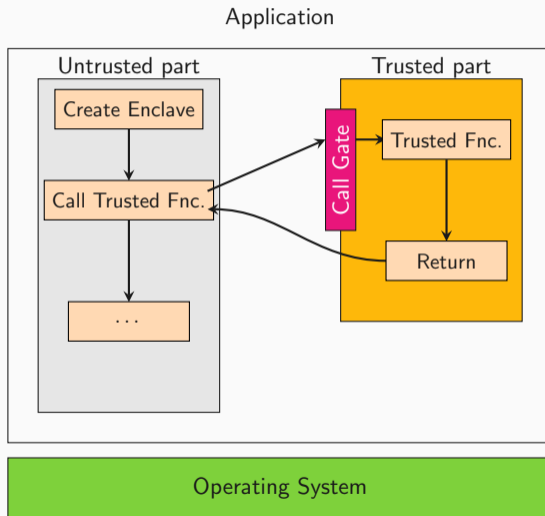 Application
Untrusted part
Trusted part
Create Enclave
Call Trusted Fnc.
...
Call Gate
Trusted Fnc.
Return
Operating System